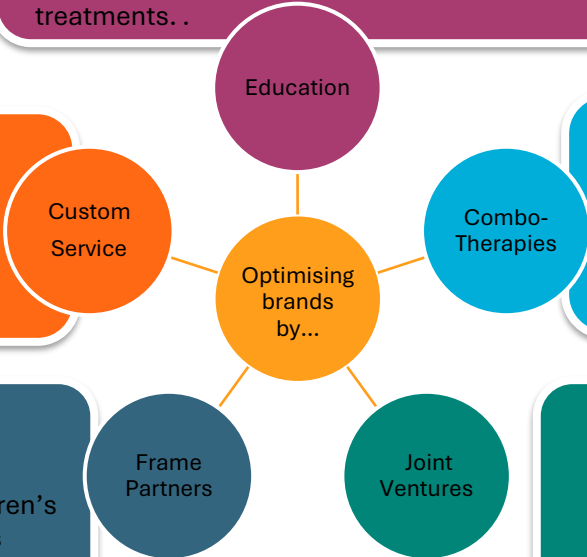 treatments. .
Education
Custom
Service
Combo-
Therapies
Optimising
brands
by...
Frame
Partners
Joint
Ventures
ren’s